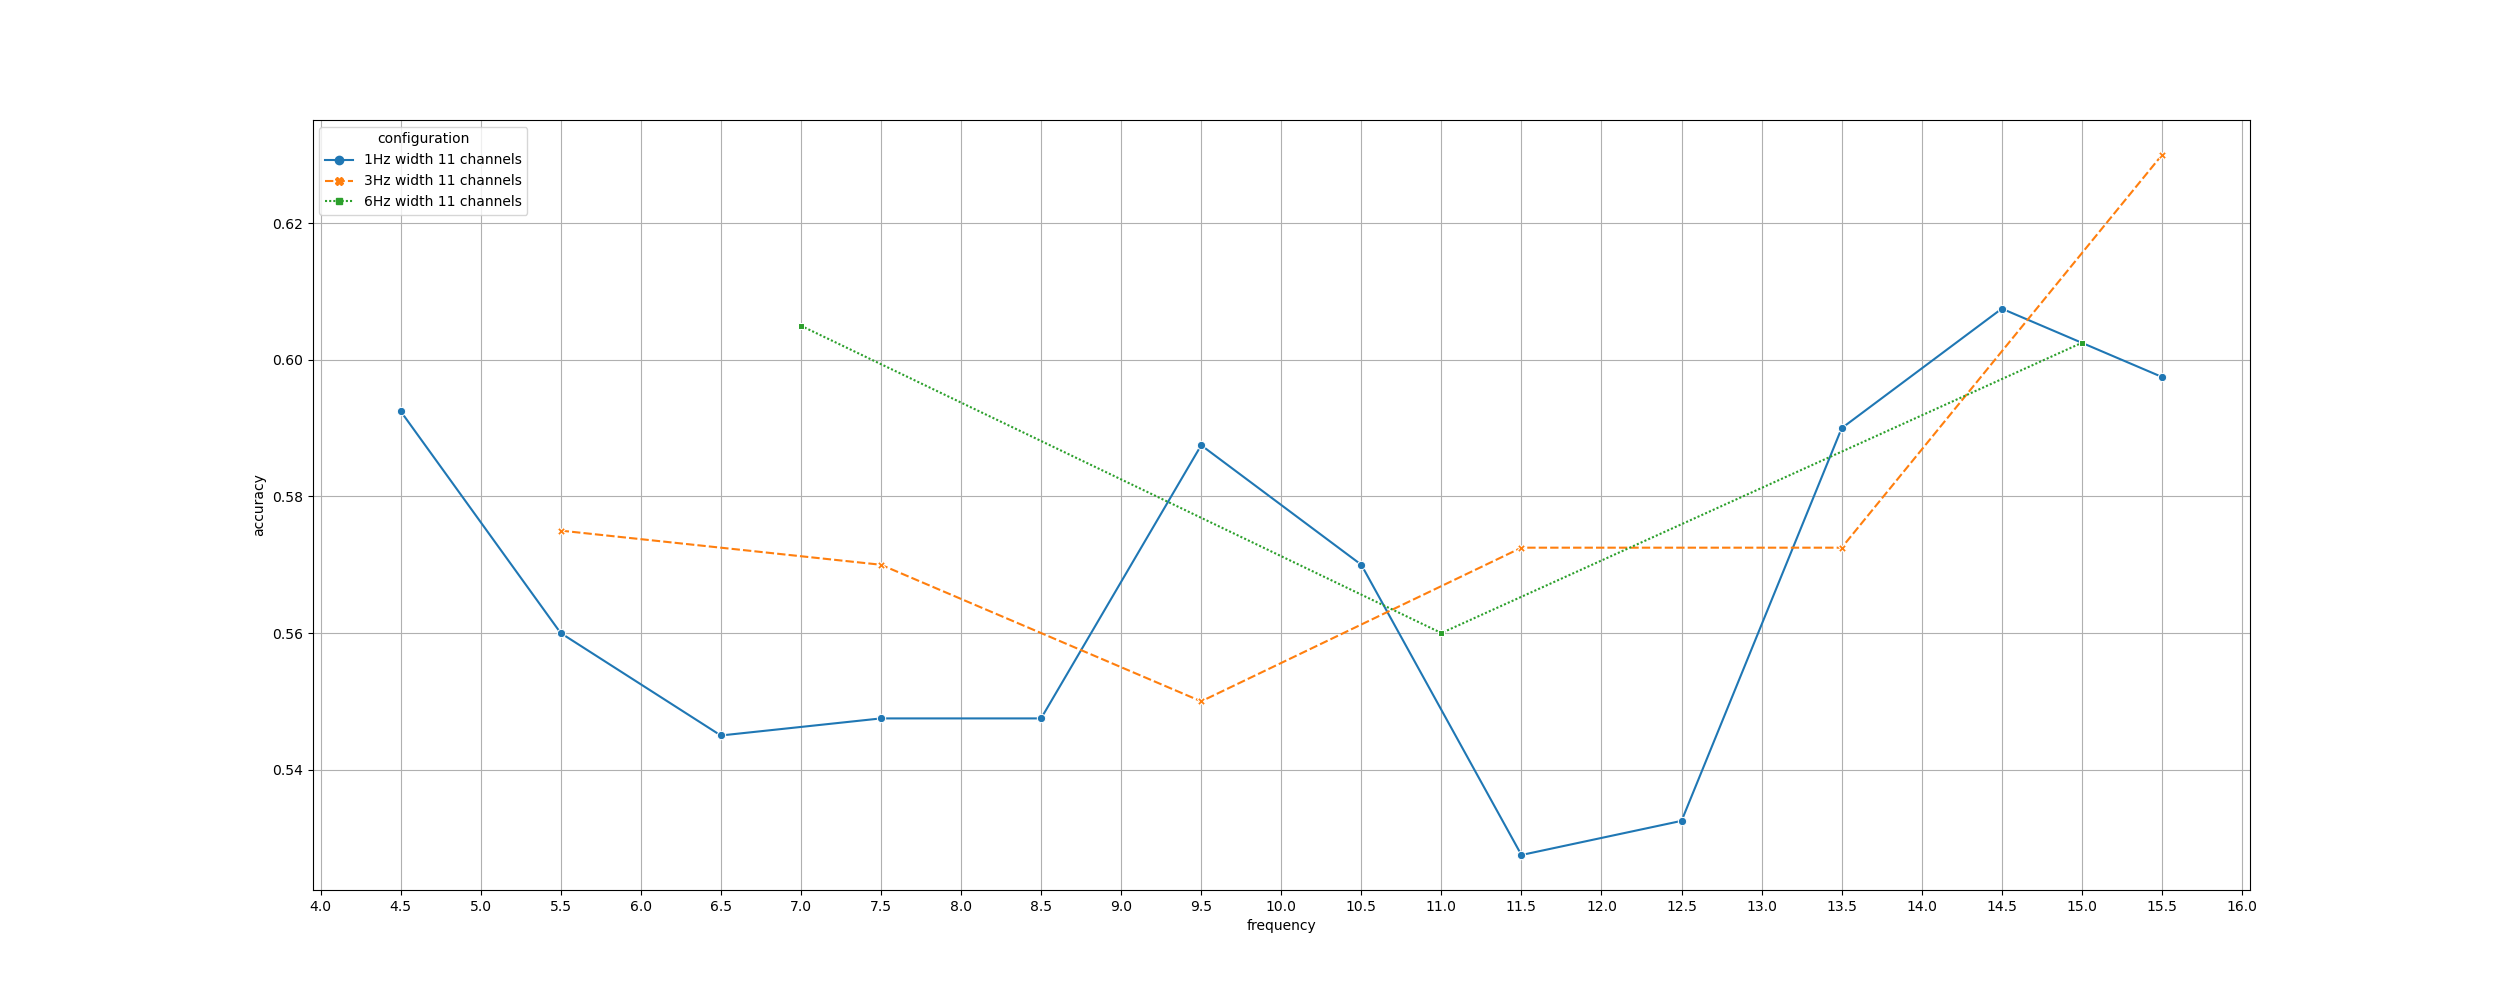 configuration
1Hz width 11 channels
3Hz width 11 channels
6Hz width 11 channels
0.62
0.60
0.58
0.56
0.54
accuracy
4.0 4.5 5.0 5.5 6.0 6.5 7.0 7.5 8.0 8.5 9.0 9.5 10.0 10.5 11.0 11.5 12.0 12.5 13.0 13.5 14.0 14.5 15.0 15.5 16.0
frequency